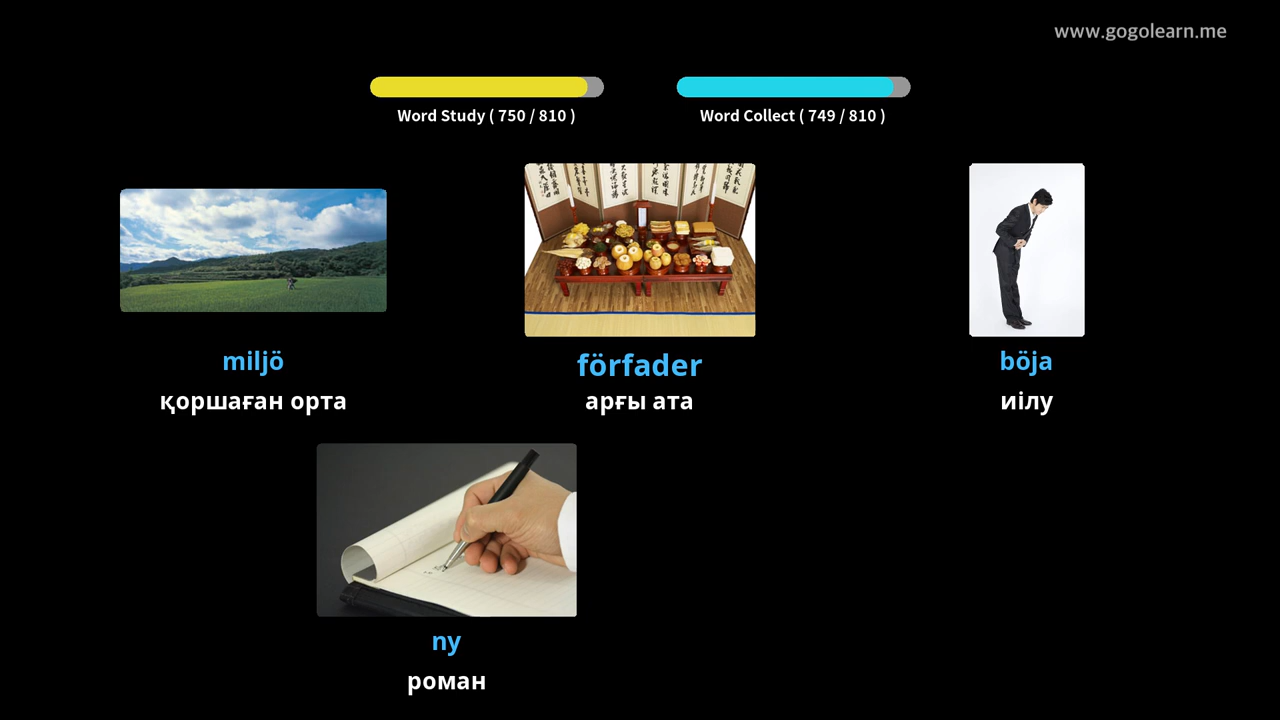 www.gogolearn.me
Word Study ( 750 / 810 )
Word Collect ( 749 / 810 )
miljö
қоршаған орта
förfader
арғы ата
böja
иілу
ny
роман